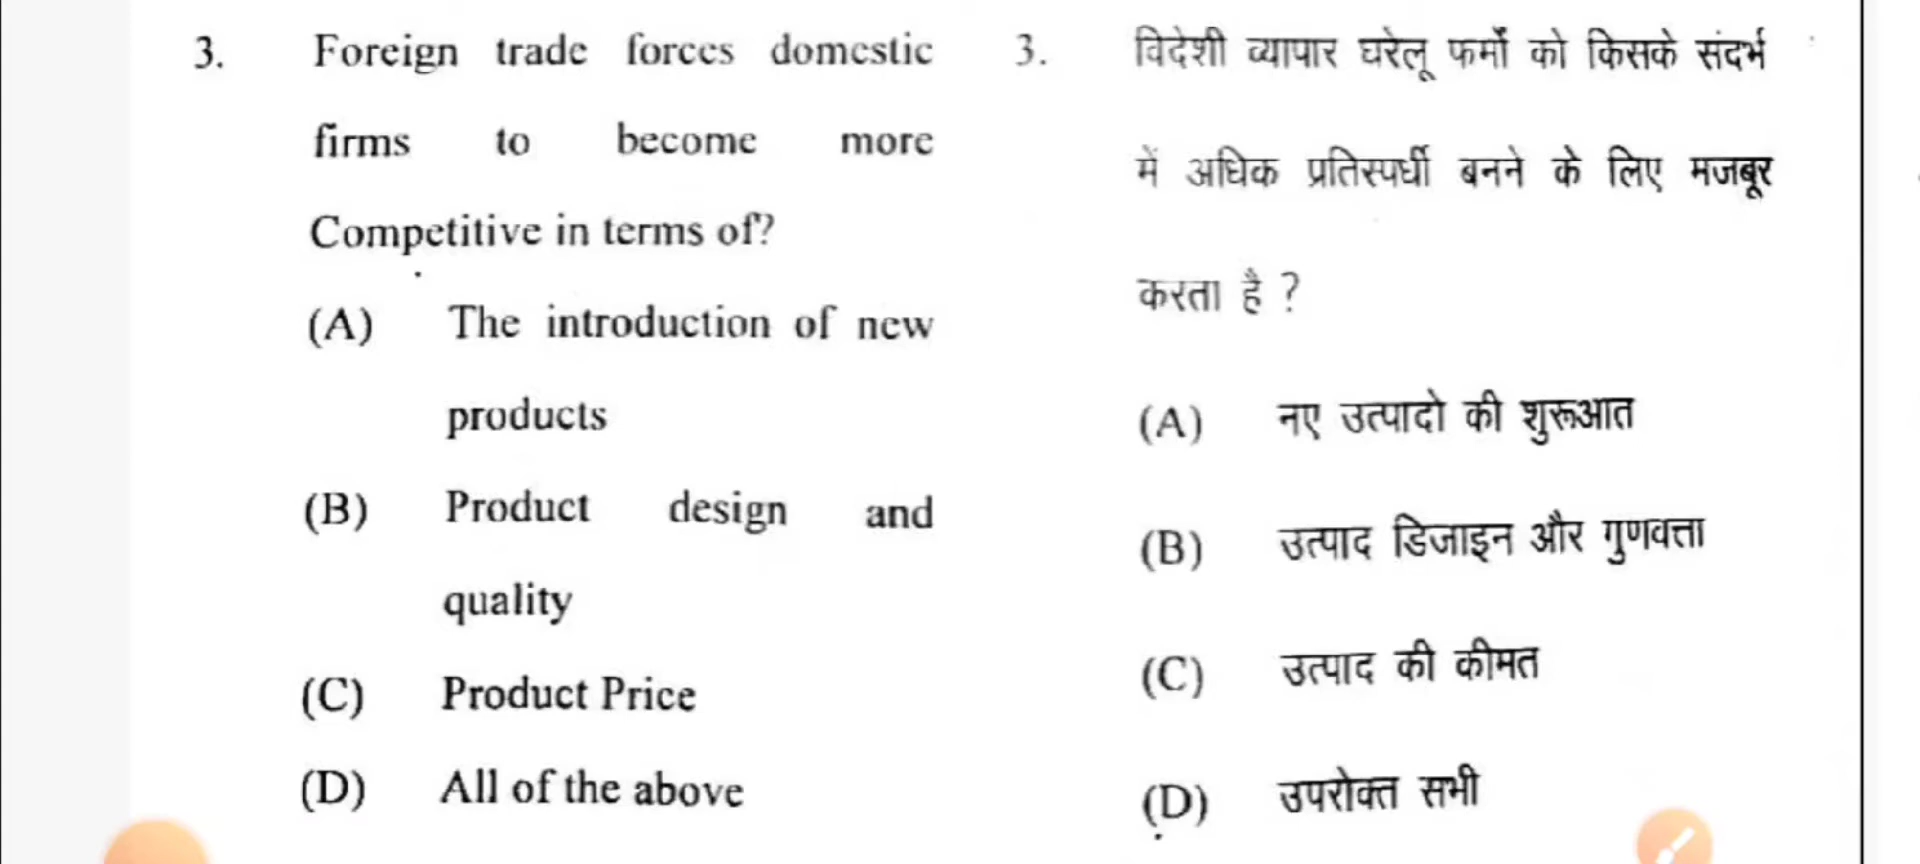 3. Foreign trade forces domestic
firms to become more
Competitive in terms of?
(A) The introduction of new
products
(B) Product design and
quality
(C) Product Price
(D) All of the above
3. विदेशी व्यापार घरेलू फर्मों को किसके संदर्भ
में अधिक प्रतिस्पर्धी बनने के लिए मजबूर
करता है ?
(A) नए उत्पादो की शुरूआत
(B) उत्पाद डिजाइन और गुणवत्ता
(C) उत्पाद की कीमत
(D) उपरोक्त सभी